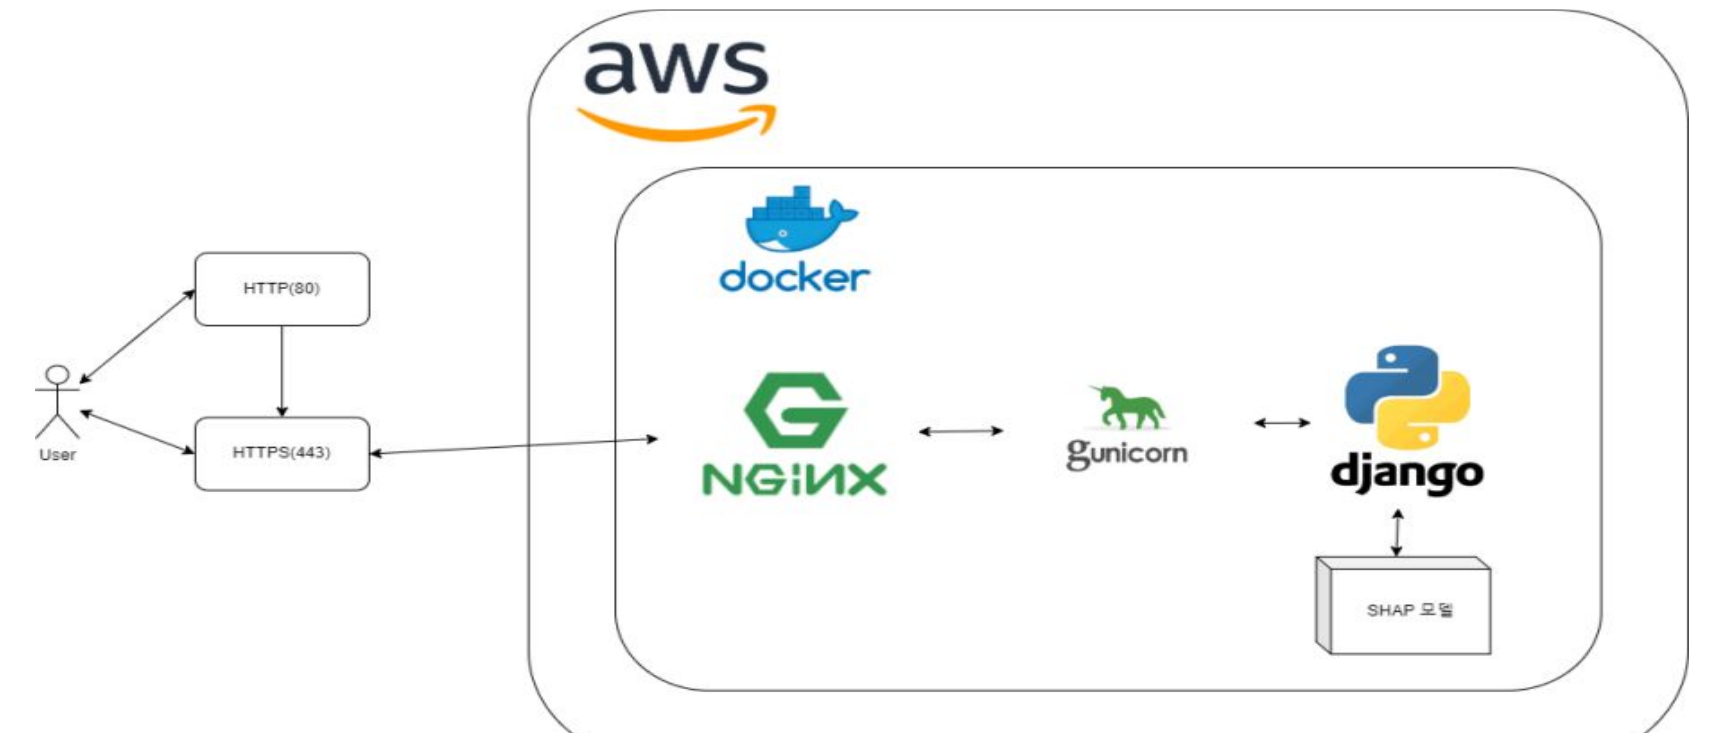 aws
docker
HTTP(80)
User
HTTPS(443)
NGiNX
gunicorn
django
SHAP 모델